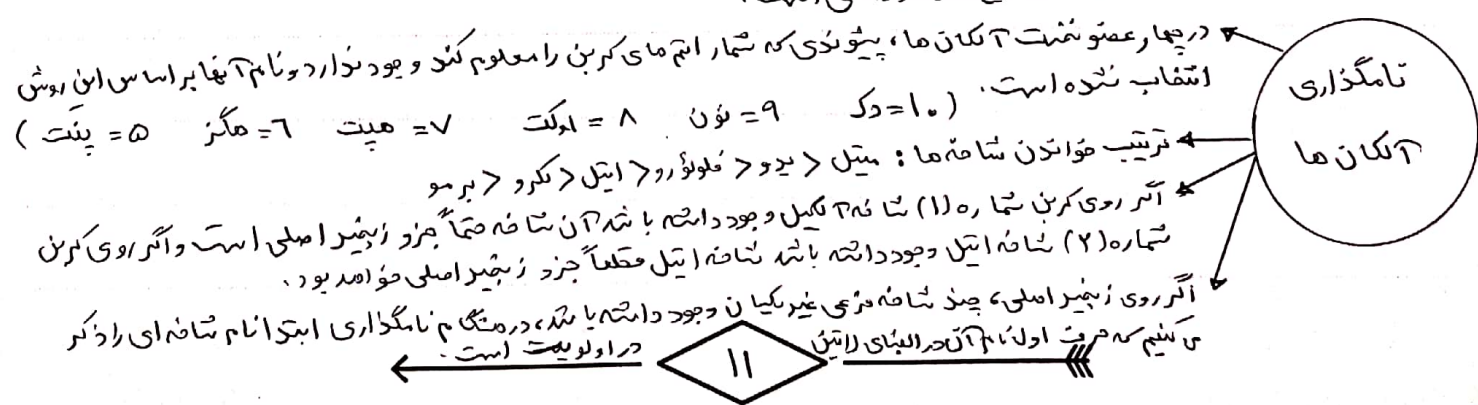 نامگذاری
آلکان ها
در چهار عضو نخست آلکان ها، پیشوندی که شمار اتم های کربن را معلوم کند وجود ندارد و نام آنها بر اساس این روش
انتخاب نشده است. (۱۰=دک ۹=نون ۸=اوکت ۷=هپت ۶=هگز ۵=پنت)
ترتیب خواندن شاخه ها: متیل < یدو < فلوئورو < اتیل < کلرو < برمو
اگر روی کربن شماره (۱) شاخه آلکیل وجود داشته باشد آن شاخه حتماً جزو زنجیر اصلی است و اگر روی کربن
شماره (۲) شاخه اتیل وجود داشته باشد شاخه اتیل قطعاً جزو زنجیر اصلی خواهد بود.
اگر روی زنجیر اصلی، چند شاخه فرعی غیر یکسان وجود داشته باشد، در هنگام نامگذاری ابتدا نام شاخه ای را ذکر
می کنیم که حرف اول نام آن در الفبای لاتین در اولویت است.
۱۱